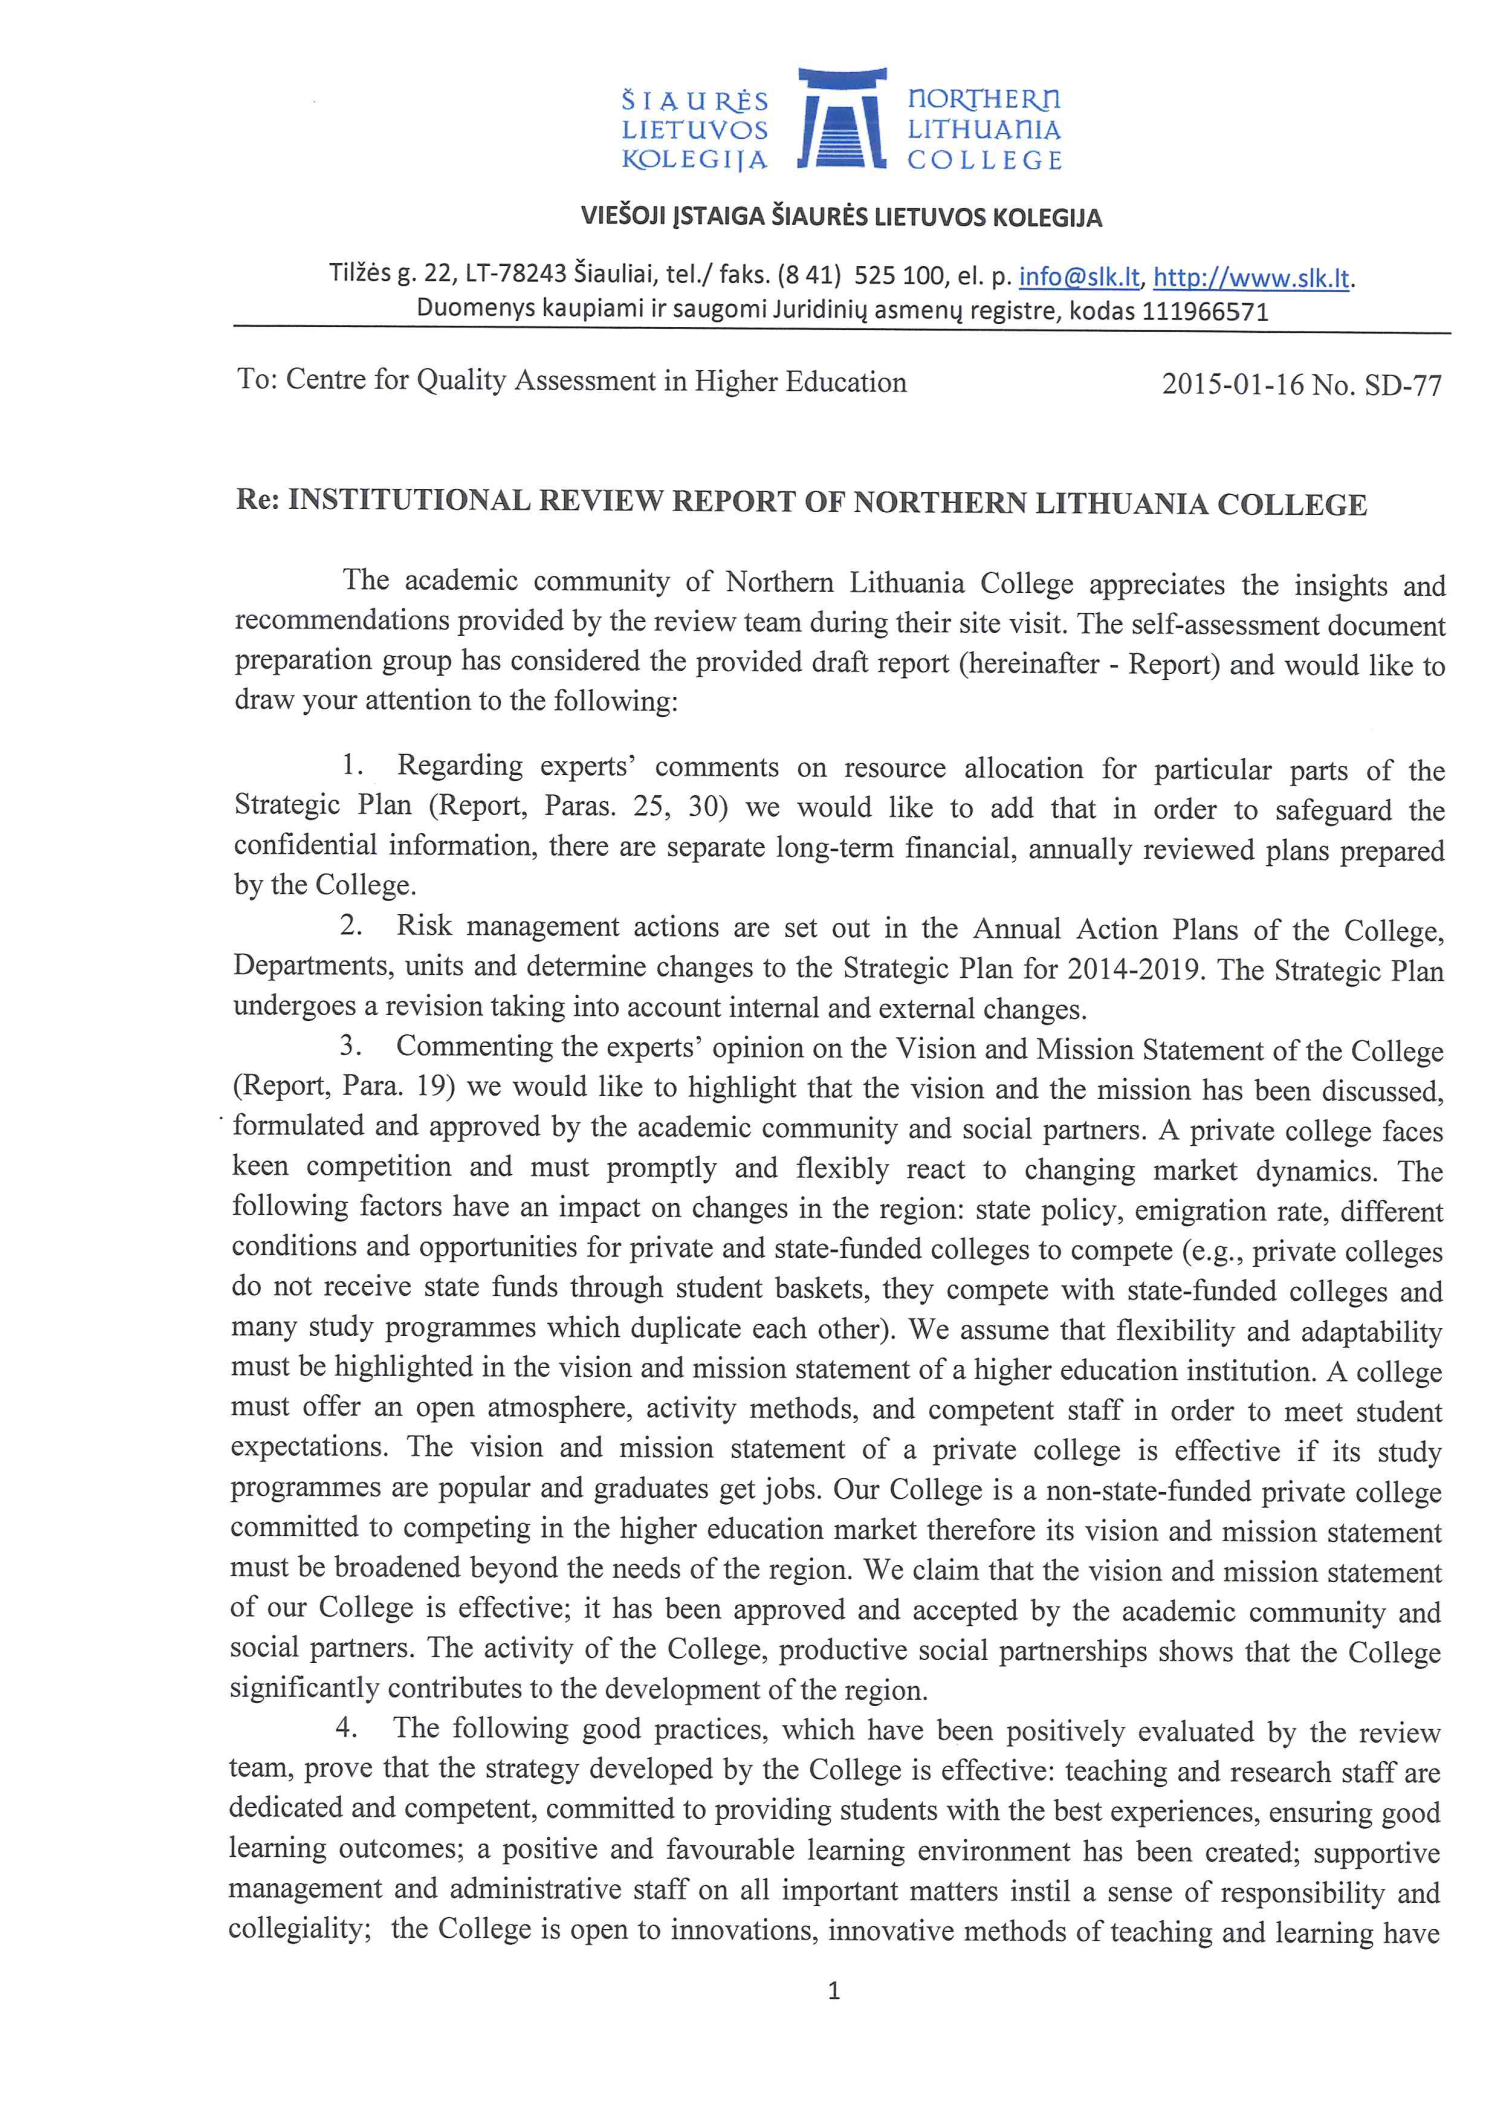 ŠIAURĖS
LIETUVOS
KOLEGIJA
NORTHERN
LITHUANIA
COLLEGE
VIEŠOJI ĮSTAIGA ŠIAURĖS LIETUVOS KOLEGIJA
Tilžės g. 22, LT-78243 Šiauliai, tel./ faks. (8 41) 525 100, el. p. info@slk.lt, http://www.slk.lt.
Duomenys kaupiami ir saugomi Juridinių asmenų registre, kodas 111966571
To: Centre for Quality Assessment in Higher Education 2015-01-16 No. SD-77
Re: INSTITUTIONAL REVIEW REPORT OF NORTHERN LITHUANIA COLLEGE
The academic community of Northern Lithuania College appreciates the insights and
recommendations provided by the review team during their site visit. The self-assessment document
preparation group has considered the provided draft report (hereinafter - Report) and would like to
draw your attention to the following:
1. Regarding experts' comments on resource allocation for particular parts of the
Strategic Plan (Report, Paras. 25, 30) we would like to add that in order to safeguard the
confidential information, there are separate long-term financial, annually reviewed plans prepared
by the College.
2. Risk management actions are set out in the Annual Action Plans of the College,
Departments, units and determine changes to the Strategic Plan for 2014-2019. The Strategic Plan
undergoes a revision taking into account internal and external changes.
3. Commenting the experts' opinion on the Vision and Mission Statement of the College
(Report, Para. 19) we would like to highlight that the vision and the mission has been discussed,
formulated and approved by the academic community and social partners. A private college faces
keen competition and must promptly and flexibly react to changing market dynamics. The
following factors have an impact on changes in the region: state policy, emigration rate, different
conditions and opportunities for private and state-funded colleges to compete (e.g., private colleges
do not receive state funds through student baskets, they compete with state-funded colleges and
many study programmes which duplicate each other). We assume that flexibility and adaptability
must be highlighted in the vision and mission statement of a higher education institution. A college
must offer an open atmosphere, activity methods, and competent staff in order to meet student
expectations. The vision and mission statement of a private college is effective if its study
programmes are popular and graduates get jobs. Our College is a non-state-funded private college
committed to competing in the higher education market therefore its vision and mission statement
must be broadened beyond the needs of the region. We claim that the vision and mission statement
of our College is effective; it has been approved and accepted by the academic community and
social partners. The activity of the College, productive social partnerships shows that the College
significantly contributes to the development of the region.
4. The following good practices, which have been positively evaluated by the review
team, prove that the strategy developed by the College is effective: teaching and research staff are
dedicated and competent, committed to providing students with the best experiences, ensuring good
learning outcomes; a positive and favourable learning environment has been created; supportive
management and administrative staff on all important matters instil a sense of responsibility and
collegiality; the College is open to innovations, innovative methods of teaching and learning have
1